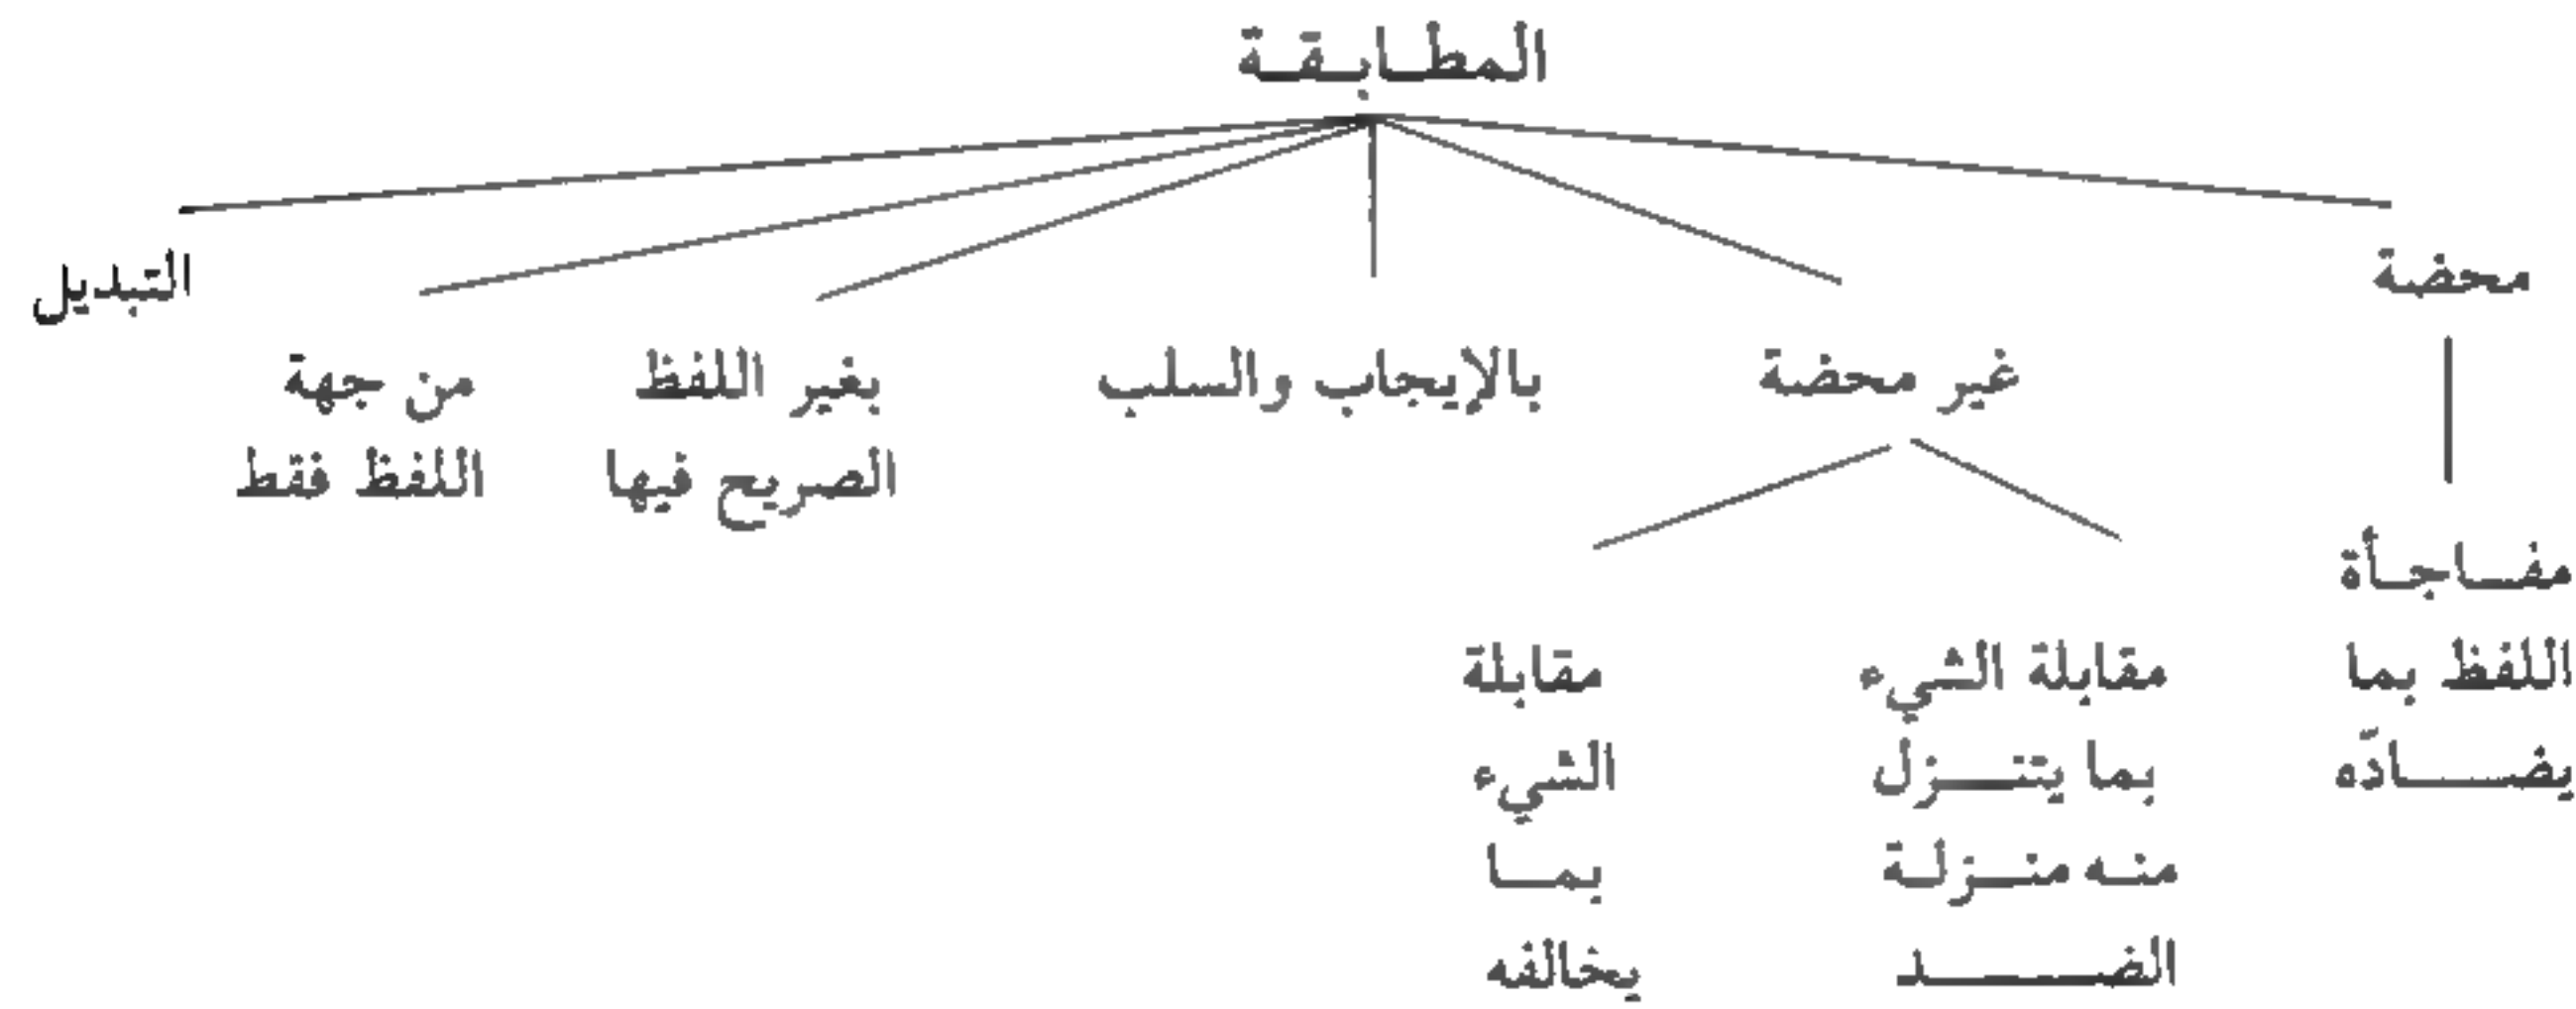 المطابقة
محضة
التبديل
غير محضة
بالإيجاب والسلب
بغير اللفظ
الصريح فيها
من جهة
اللفظ فقط
مفاجأة
اللفظ بما
يضادّه
مقابلة الشيء
بما يتنزل
منه منزلة
الضد
مقابلة
الشيء
بما
يخالفه